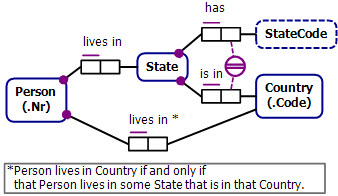 has
StateCode
lives in
State
is in
Person
(.Nr)
Country
(.Code)
lives in *
*Person lives in Country if and only if
that Person lives in some State that is in that Country.